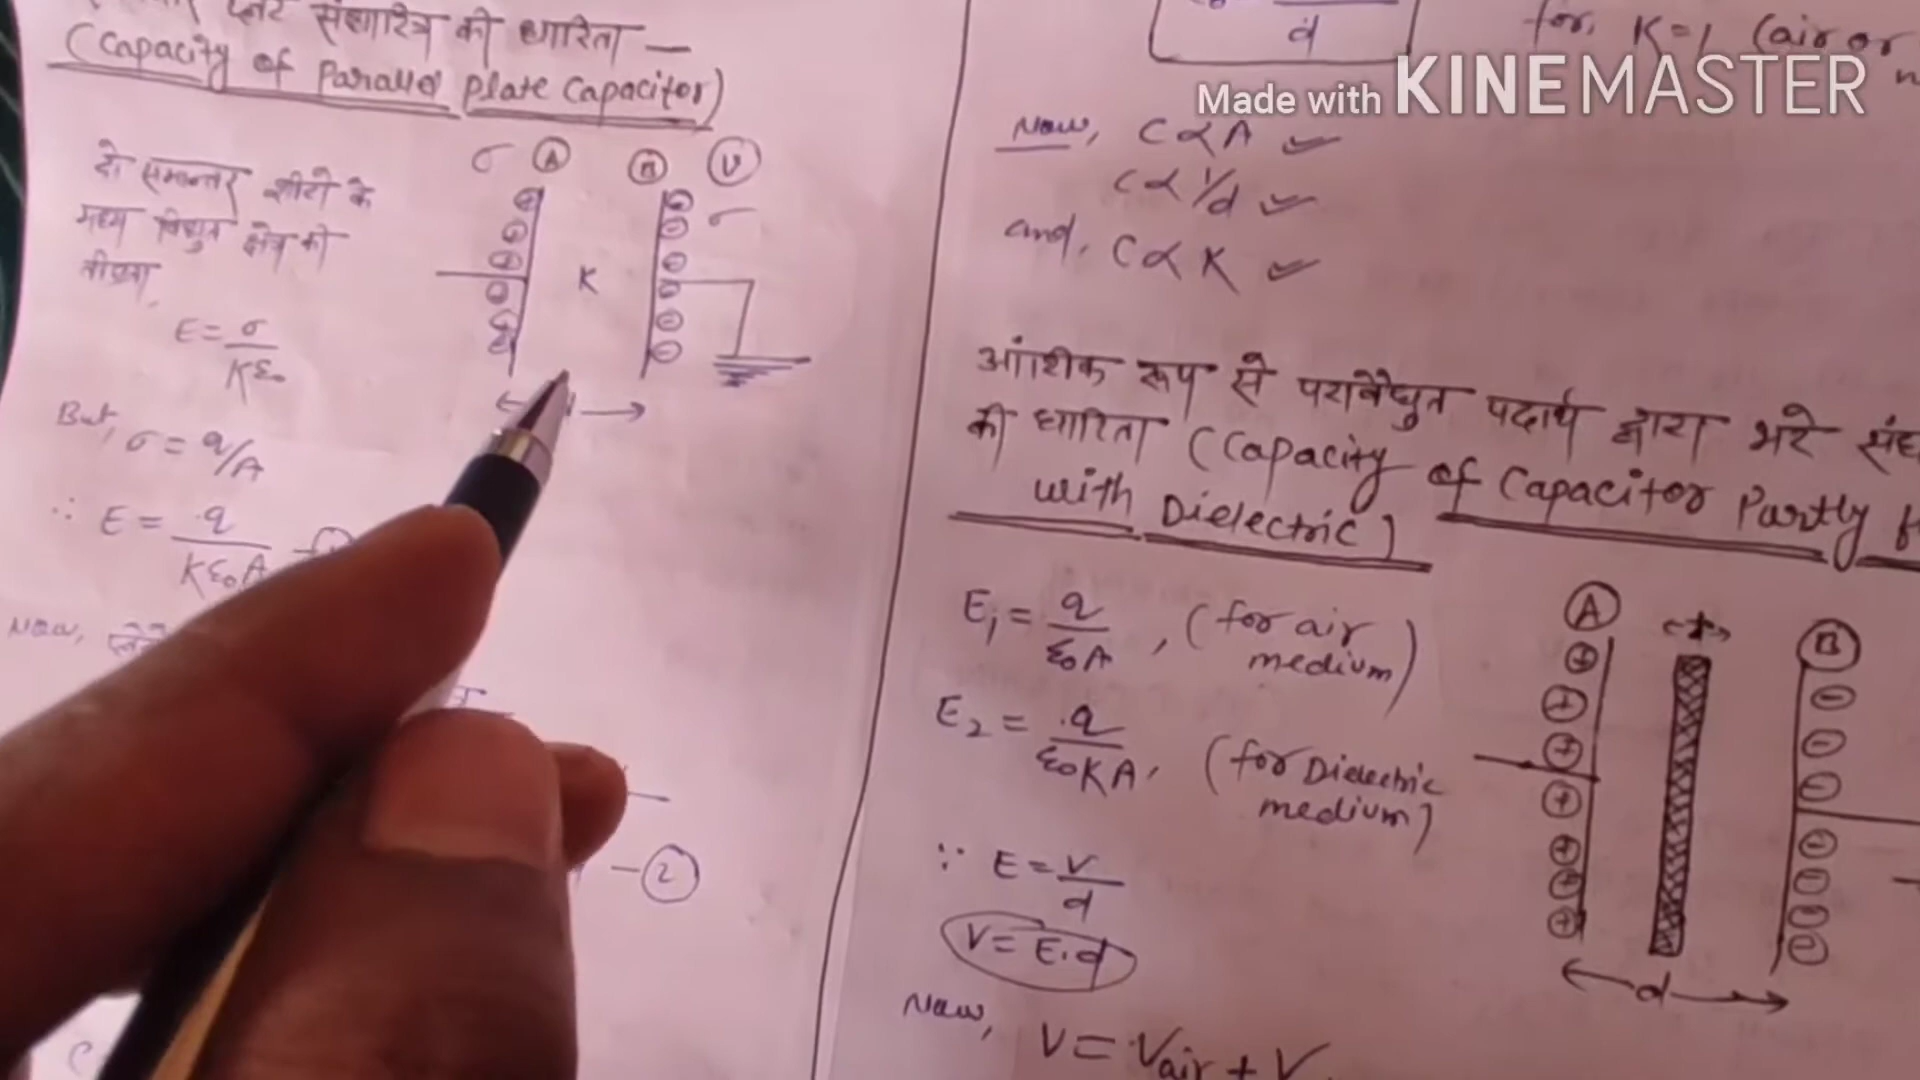 प्लेट संधारित्र की धारिता —
(Capacity of Parallel Plate Capacitor)
दो समान्तर प्लेटो के
मध्य विद्युत क्षेत्र की
तीव्रता
E = σ / Kε₀
But, σ = q/A
∴ E = q / Kε₀A
Now,
— ②
σ Ⓐ Ⓑ Ⓥ
σ
K
d
for, K=1 (air or
Made with KINEMASTER
Now, C∝A
C∝1/d
and, C∝K
आंशिक रूप से परावैधुत पदार्थ द्वारा भरे
की धारिता (Capacity of Capacitor Partly
with Dielectric)
E₁ = q / ε₀A , (for air medium)
E₂ = q / ε₀KA , (for Dielectric medium)
∵ E = V / d
V = E.d
Now, V = Vair + V
Ⓐ t Ⓑ
d